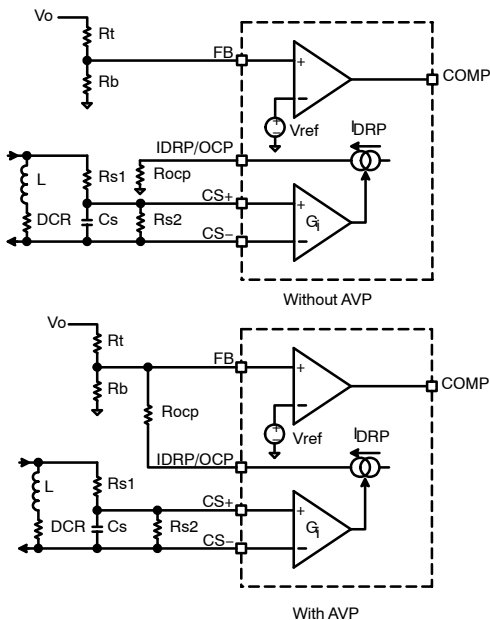 Vo
Rt
FB
COMP
Rb
Vref
IDRP/OCP
IDRP
L
Rs1
Rocp
CS+
DCR
Cs
Rs2
Gi
CS−
Without AVP
Vo
Rt
FB
COMP
Rb
Rocp
Vref
IDRP/OCP
IDRP
L
Rs1
CS+
DCR
Cs
Rs2
Gi
CS−
With AVP